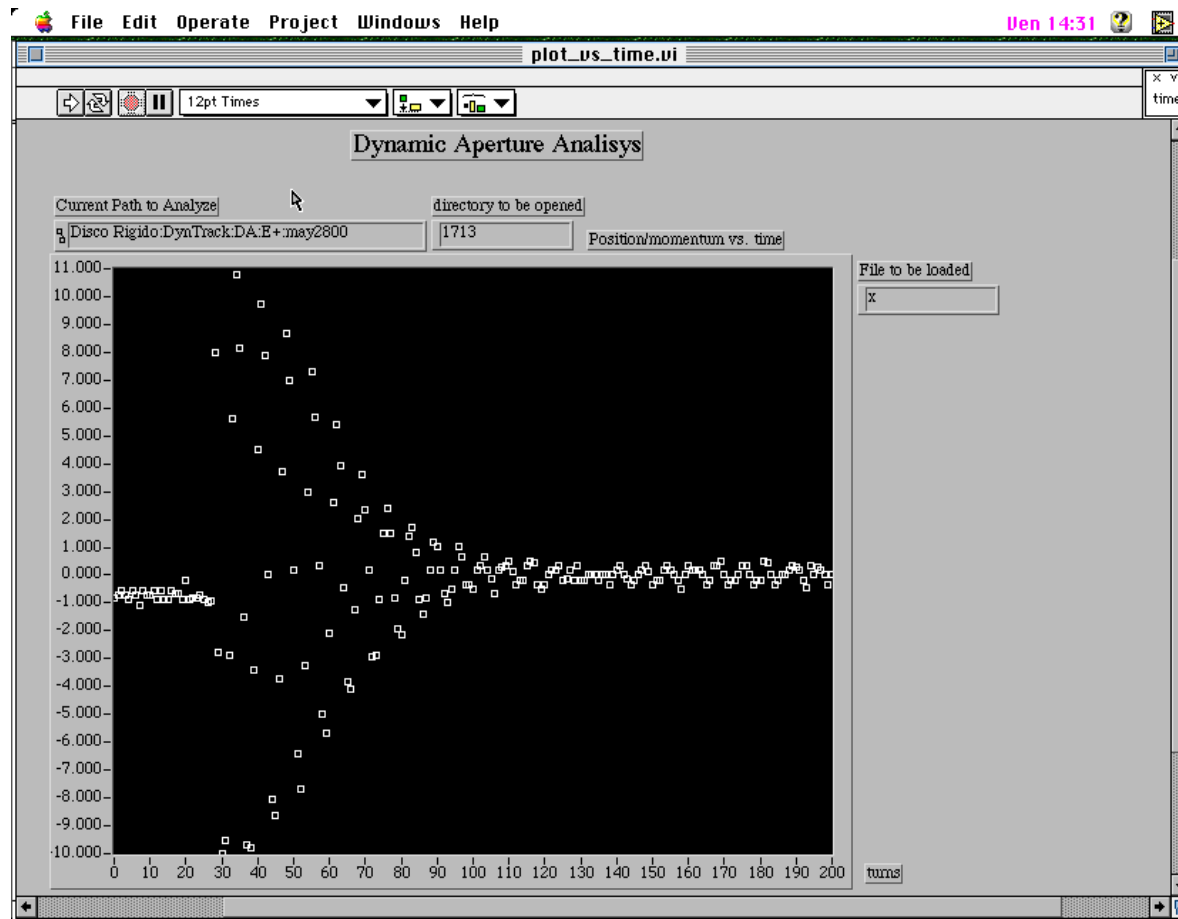 File Edit Operate Project Windows Help Ven 14:31
plot_vs_time.vi
x
time
12pt Times
Dynamic Aperture Analisys
Current Path to Analyze
directory to be opened
Disco Rigido:DynTrack:DA:E+:may2800
1713
Position/momentum vs. time
File to be loaded
x
11.000
10.000
9.000
8.000
7.000
6.000
5.000
4.000
3.000
2.000
1.000
0.000
-1.000
-2.000
-3.000
-4.000
-5.000
-6.000
-7.000
-8.000
-9.000
-10.000
0 10 20 30 40 50 60 70 80 90 100 110 120 130 140 150 160 170 180 190 200
turns